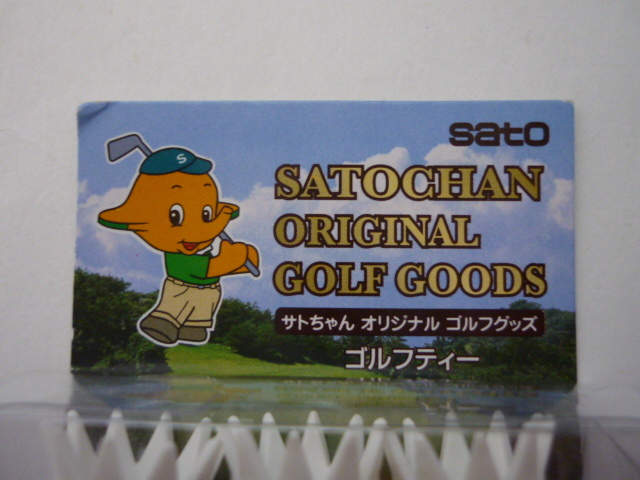 sato
S
SATOCHAN
ORIGINAL
GOLF GOODS
サトちゃん オリジナル ゴルフグッズ
ゴルフティー